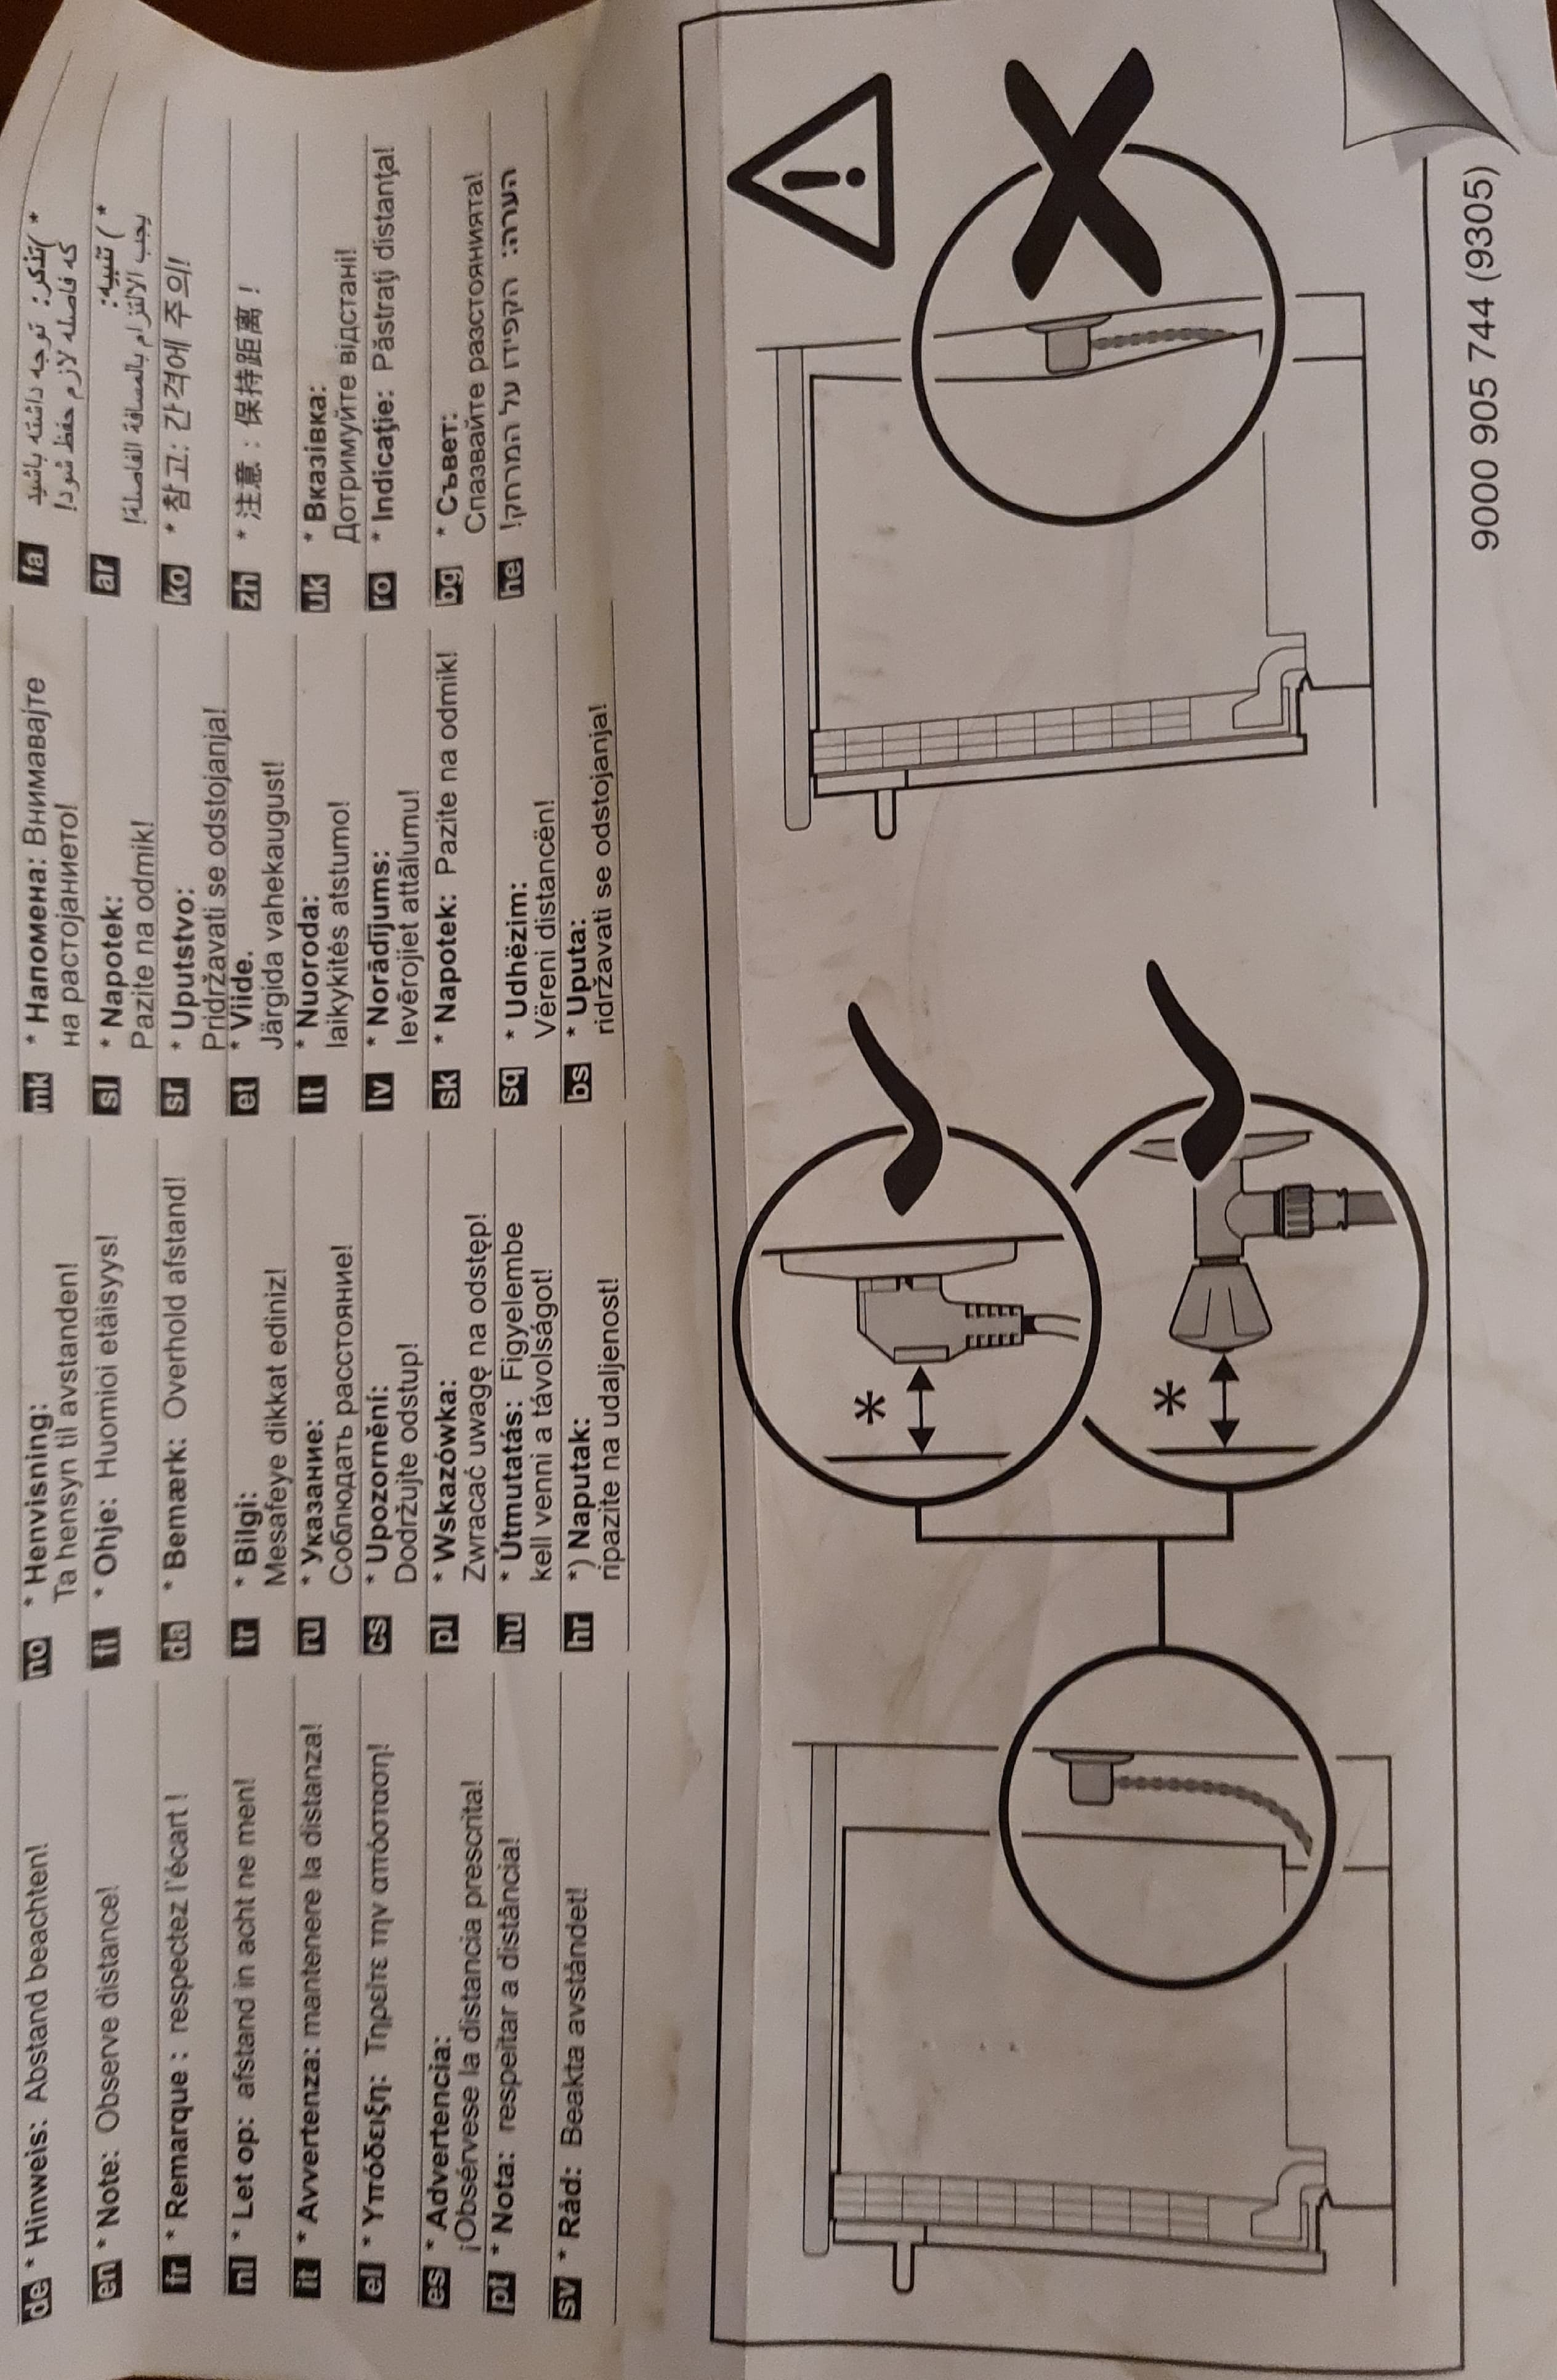 de * Hinweis: Abstand beachten!
en * Note: Observe distance!
fr * Remarque : respectez l'écart !
nl * Let op: afstand in acht ne men!
it * Avvertenza: mantenere la distanza!
el * Υπόδειξη: Τηρείτε την απόσταση!
es * Advertencia:
¡Obsérvese la distancia prescrita!
pt * Nota: respeitar a distância!
sv * Råd: Beakta avståndet!
no * Henvisning:
Ta hensyn til avstanden!
fi * Ohje: Huomioi etäisyys!
da * Bemærk: Overhold afstand!
tr * Bilgi:
Mesafeye dikkat ediniz!
ru * Указание:
Соблюдать расстояние!
cs * Upozornění:
Dodržujte odstup!
pl * Wskazówka:
Zwracać uwagę na odstęp!
hu * Útmutatás: Figyelembe
kell venni a távolságot!
hr *) Naputak:
ripazite na udaljenost!
mk * Напомена: Внимавајте
на растојанието!
sl * Napotek:
Pazite na odmik!
sr * Uputstvo:
Pridržavati se odstojanja!
et * Viide.
Järgida vahekaugust!
lt * Nuoroda:
laikykitės atstumo!
lv * Norādījums:
levērojiet attālumu!
sk * Napotek: Pazite na odmik!
sq * Udhëzim:
Vëreni distancën!
bs * Uputa:
ridržavati se odstojanja!
fa * )تذكر: توجه داشته باشید
که فاصله لازم حفظ شود!
ar * ) تنبيه:
يجب الالتزام بالمسافة الفاصلة!
ko * 참고: 간격에 주의!
zh * 注意：保持距离！
uk * Вказівка:
Дотримуйте відстані!
ro * Indicaţie: Păstraţi distanţa!
bg * Съвет:
Спазвайте разстоянията!
he הערה: הקפידו על המרחק!
*
*
9000 905 744 (9305)